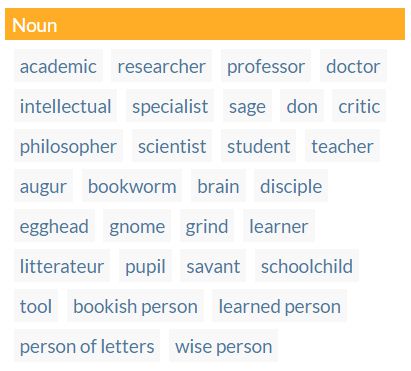 Noun
academic researcher professor doctor
intellectual specialist sage don critic
philosopher scientist student teacher
augur bookworm brain disciple
egghead gnome grind learner
litterateur pupil savant schoolchild
tool bookish person learned person
person of letters wise person